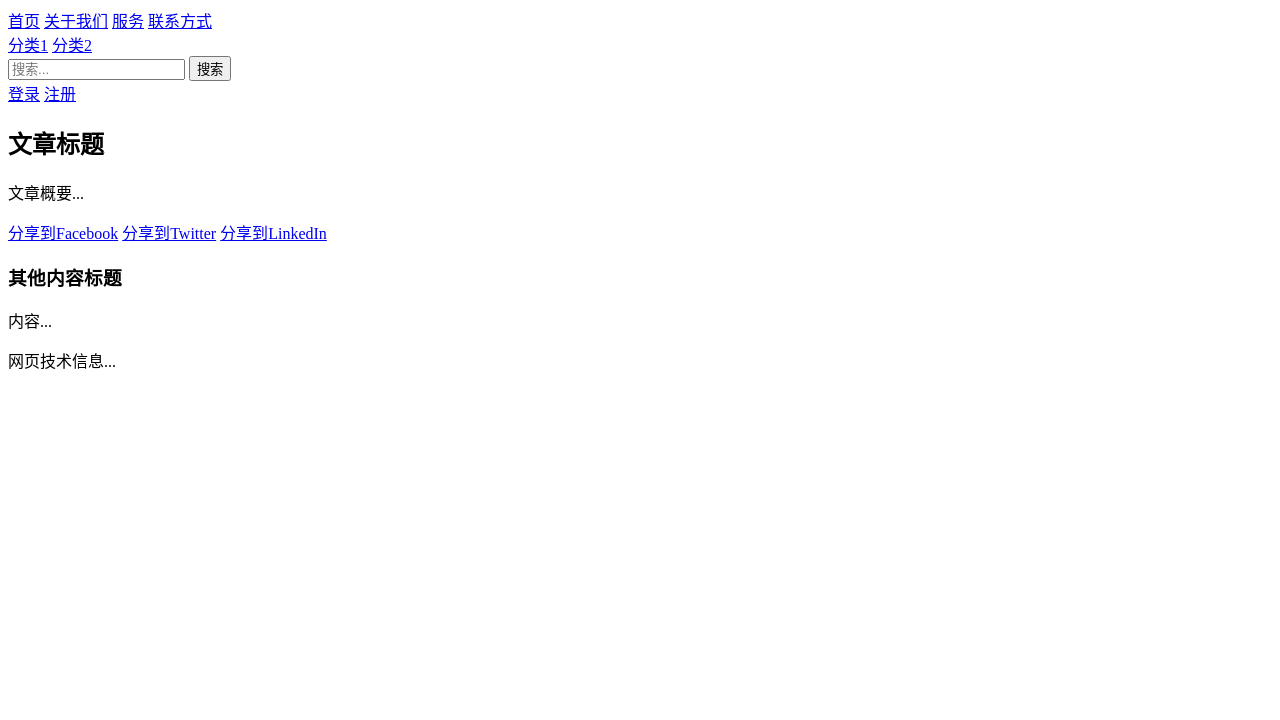 首页 关于我们 服务 联系方式
分类1 分类2
搜索... 搜索
登录 注册
文章标题
文章概要...
分享到Facebook 分享到Twitter 分享到LinkedIn
其他内容标题
内容...
网页技术信息...